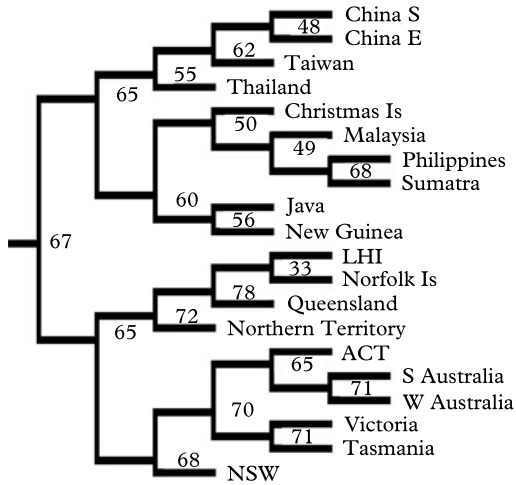 China S
48
China E
62
Taiwan
55
Thailand
65
Christmas Is
50
Malaysia
49
Philippines
68
Sumatra
60
Java
56
New Guinea
67
LHI
33
Norfolk Is
78
Queensland
72
Northern Territory
65
ACT
65
S Australia
71
W Australia
70
Victoria
71
Tasmania
68
NSW